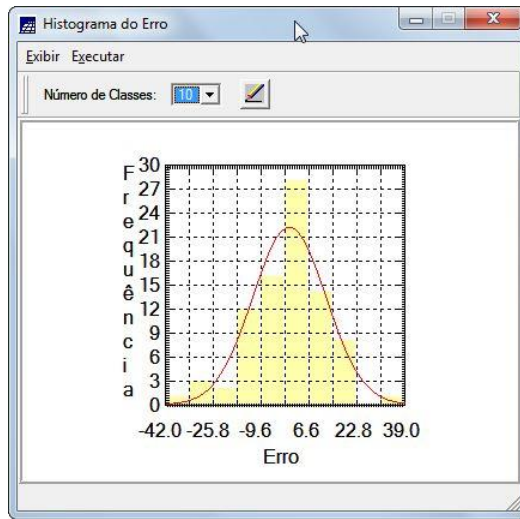 Histograma do Erro
Exibir Executar
Número de Classes: 10
Frequência
30
27
24
21
18
15
12
9
6
3
0
-42.0 -25.8 -9.6 6.6 22.8 39.0
Erro